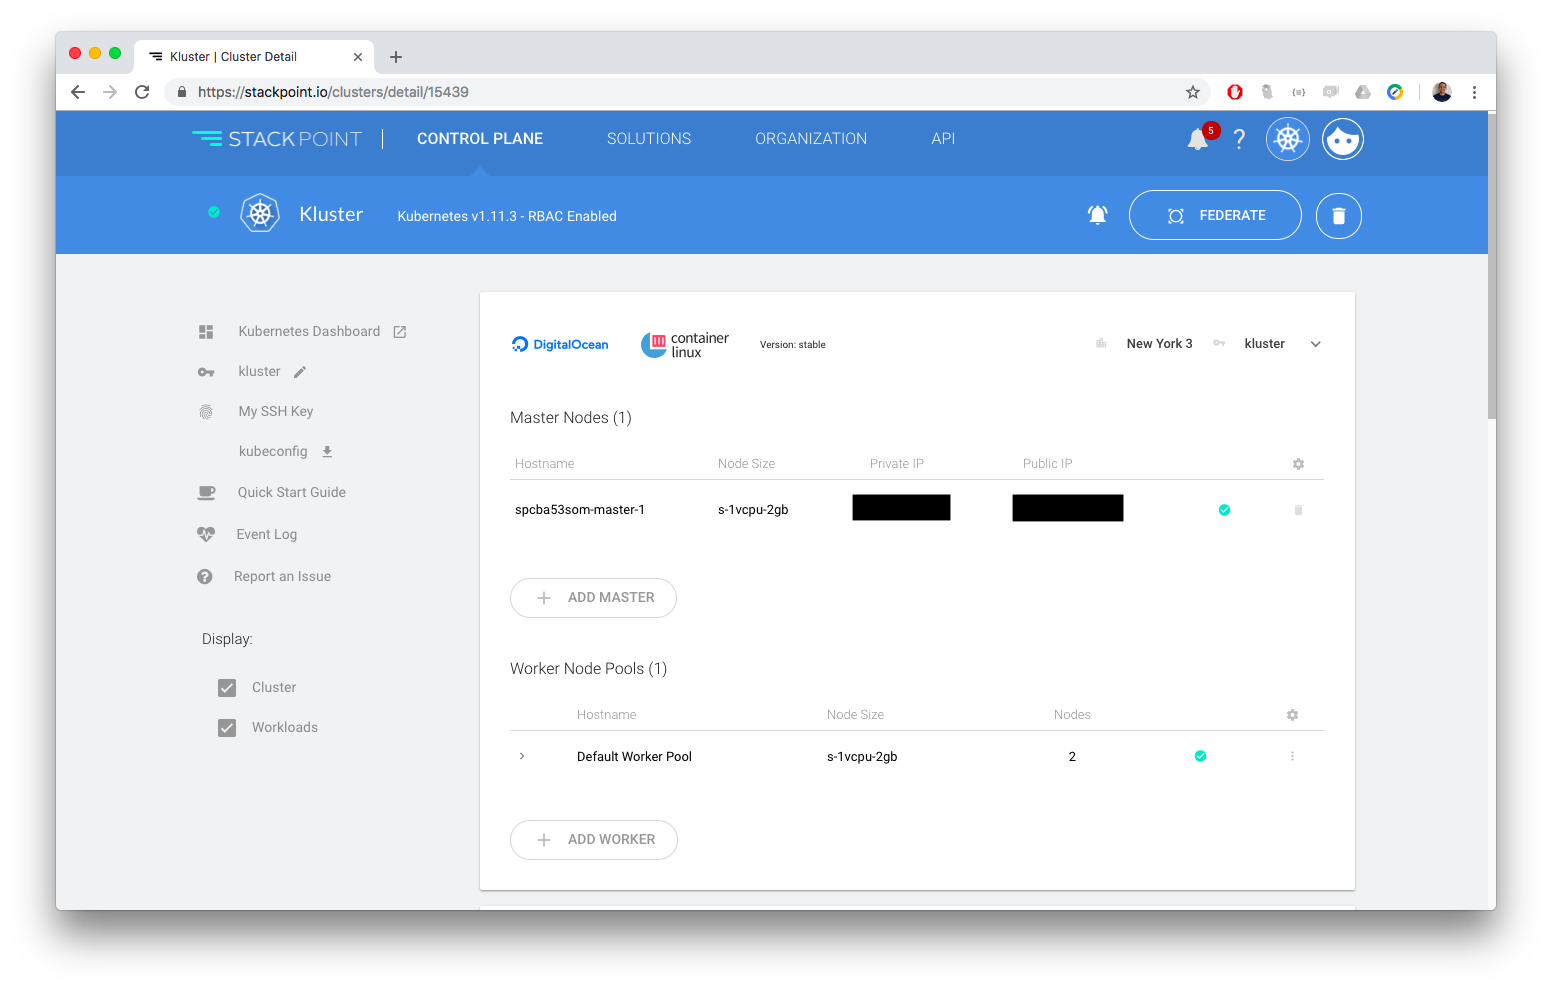 Kluster | Cluster Detail
https://stackpoint.io/clusters/detail/15439
STACKPOINT
CONTROL PLANE
SOLUTIONS
ORGANIZATION
API
5
Kluster
Kubernetes v1.11.3 - RBAC Enabled
FEDERATE
Kubernetes Dashboard
kluster
My SSH Key
kubeconfig
Quick Start Guide
Event Log
Report an Issue
Display:
Cluster
Workloads
DigitalOcean
container
linux
Version: stable
New York 3
kluster
Master Nodes (1)
Hostname Node Size Private IP Public IP
spcba53som-master-1 s-1vcpu-2gb
ADD MASTER
Worker Node Pools (1)
Hostname Node Size Nodes
Default Worker Pool s-1vcpu-2gb 2
ADD WORKER